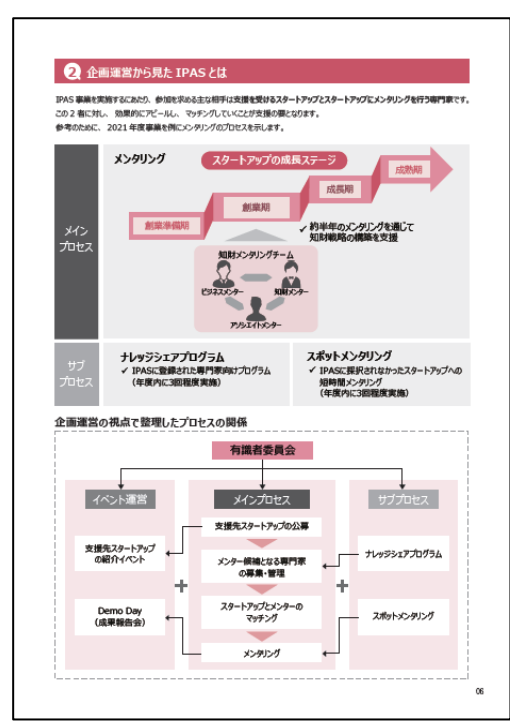 2 企画運営から見た IPAS とは
IPAS 事業を実施するにあたり、参加を求める主な相手は支援を受けるスタートアップとスタートアップにメンタリングを行う専門家です。
この 2 者に対し、効果的にアピールし、マッチングしていくことが支援の要となります。
参考のために、2021 年度事業を例にメンタリングのプロセスを示します。
メイン
プロセス
メンタリング
スタートアップの成長ステージ
創業準備期
創業期
成長期
成熟期
✓ 約半年のメンタリングを通じて
知財戦略の構築を支援
知財メンタリングチーム
ビジネスメンター
知財メンター
アソシエイトメンター
サブ
プロセス
ナレッジシェアプログラム
✓ IPASに登録された専門家向けプログラム
（年度内に3回程度実施）
スポットメンタリング
✓ IPASに採択されなかったスタートアップへの
短時間メンタリング
（年度内に3回程度実施）
企画運営の視点で整理したプロセスの関係
有識者委員会
イベント運営
支援先スタートアップ
の紹介イベント
Demo Day
（成果報告会）
+
メインプロセス
支援先スタートアップの公募
メンター候補となる専門家
の募集・管理
スタートアップとメンターの
マッチング
メンタリング
+
サブプロセス
ナレッジシェアプログラム
スポットメンタリング
06